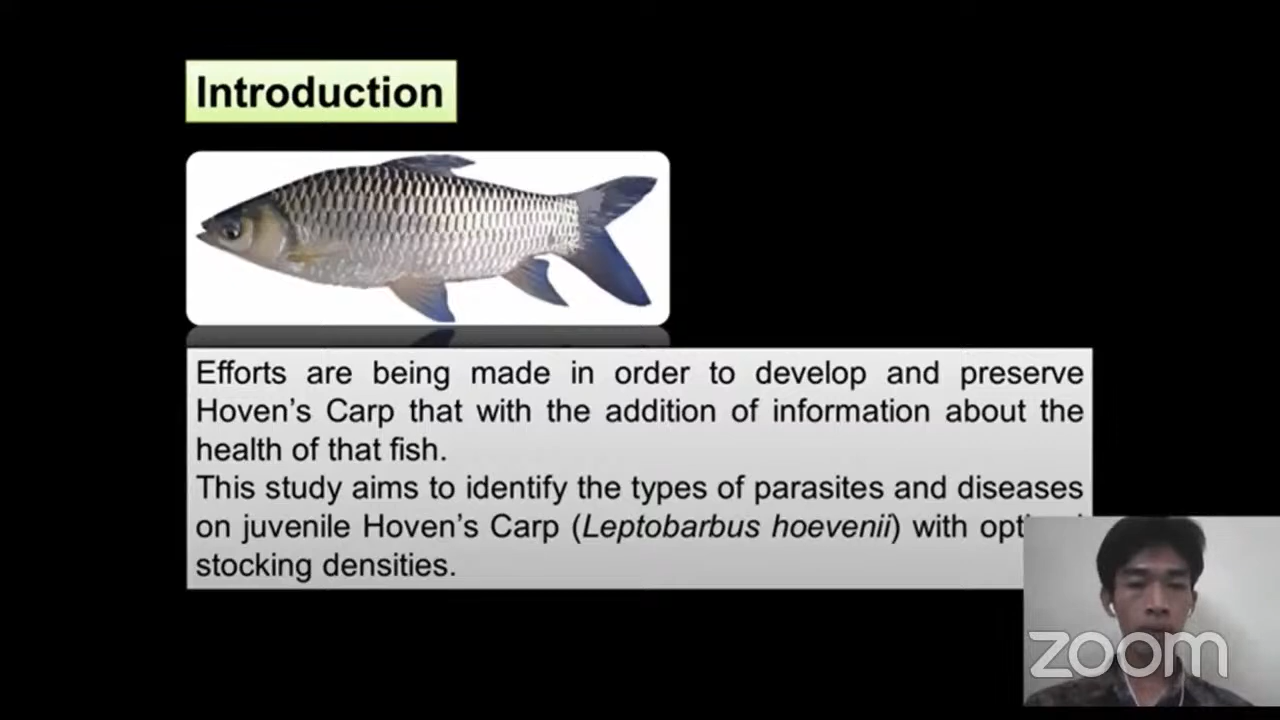 Introduction
Efforts are being made in order to develop and preserve
Hoven's Carp that with the addition of information about the
health of that fish.
This study aims to identify the types of parasites and diseases
on juvenile Hoven's Carp (Leptobarbus hoevenii) with
stocking densities.
zoom